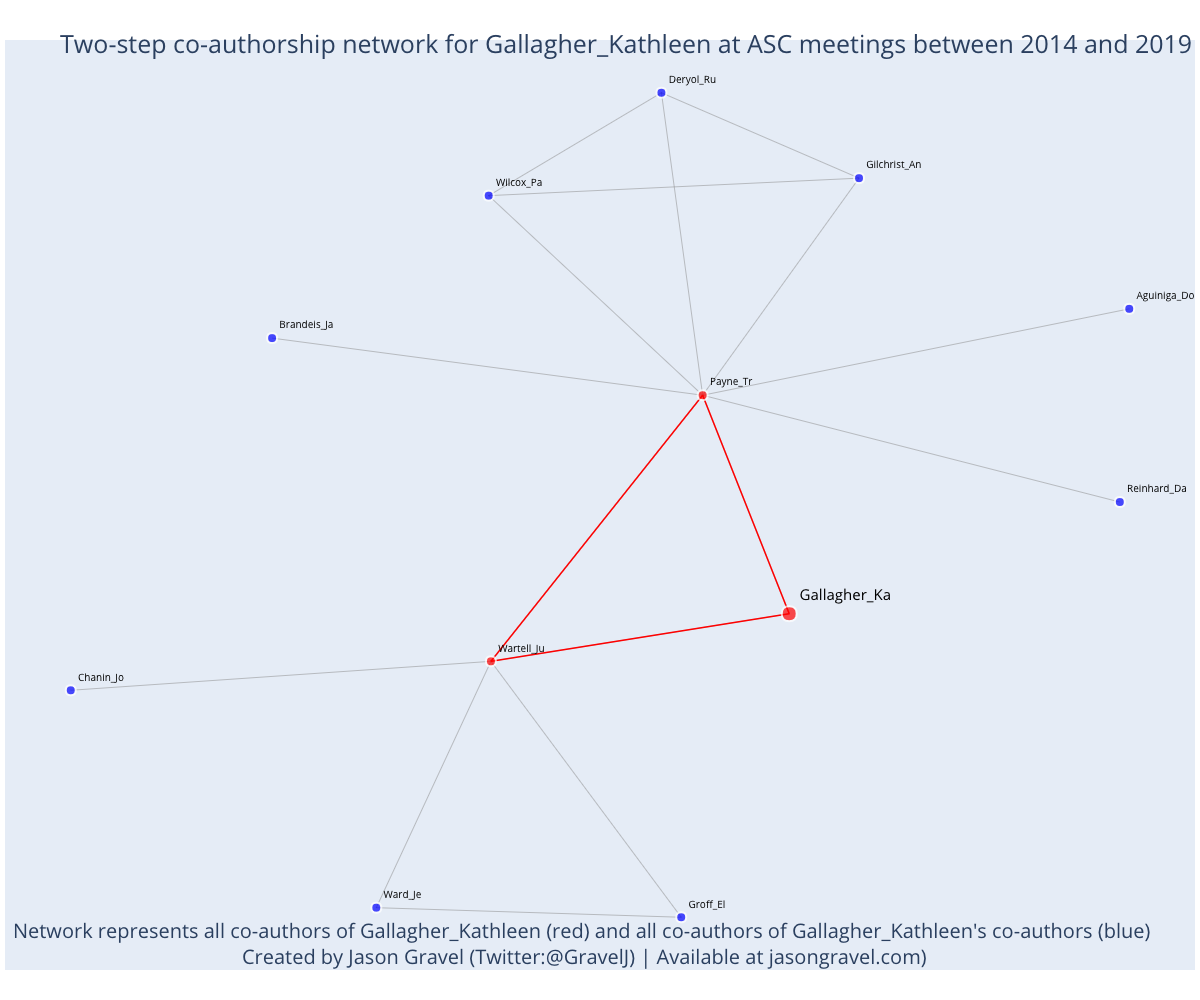 Two-step co-authorship network for Gallagher_Kathleen at ASC meetings between 2014 and 2019
Deryol_Ru
Gilchrist_An
Wilcox_Pa
Aguiniga_Do
Brandeis_Ja
Payne_Tr
Reinhard_Da
Gallagher_Ka
Wartell_Ju
Chanin_Jo
Ward_Je
Groff_El
Network represents all co-authors of Gallagher_Kathleen (red) and all co-authors of Gallagher_Kathleen's co-authors (blue)
Created by Jason Gravel (Twitter:@GravelJ) | Available at jasongravel.com)